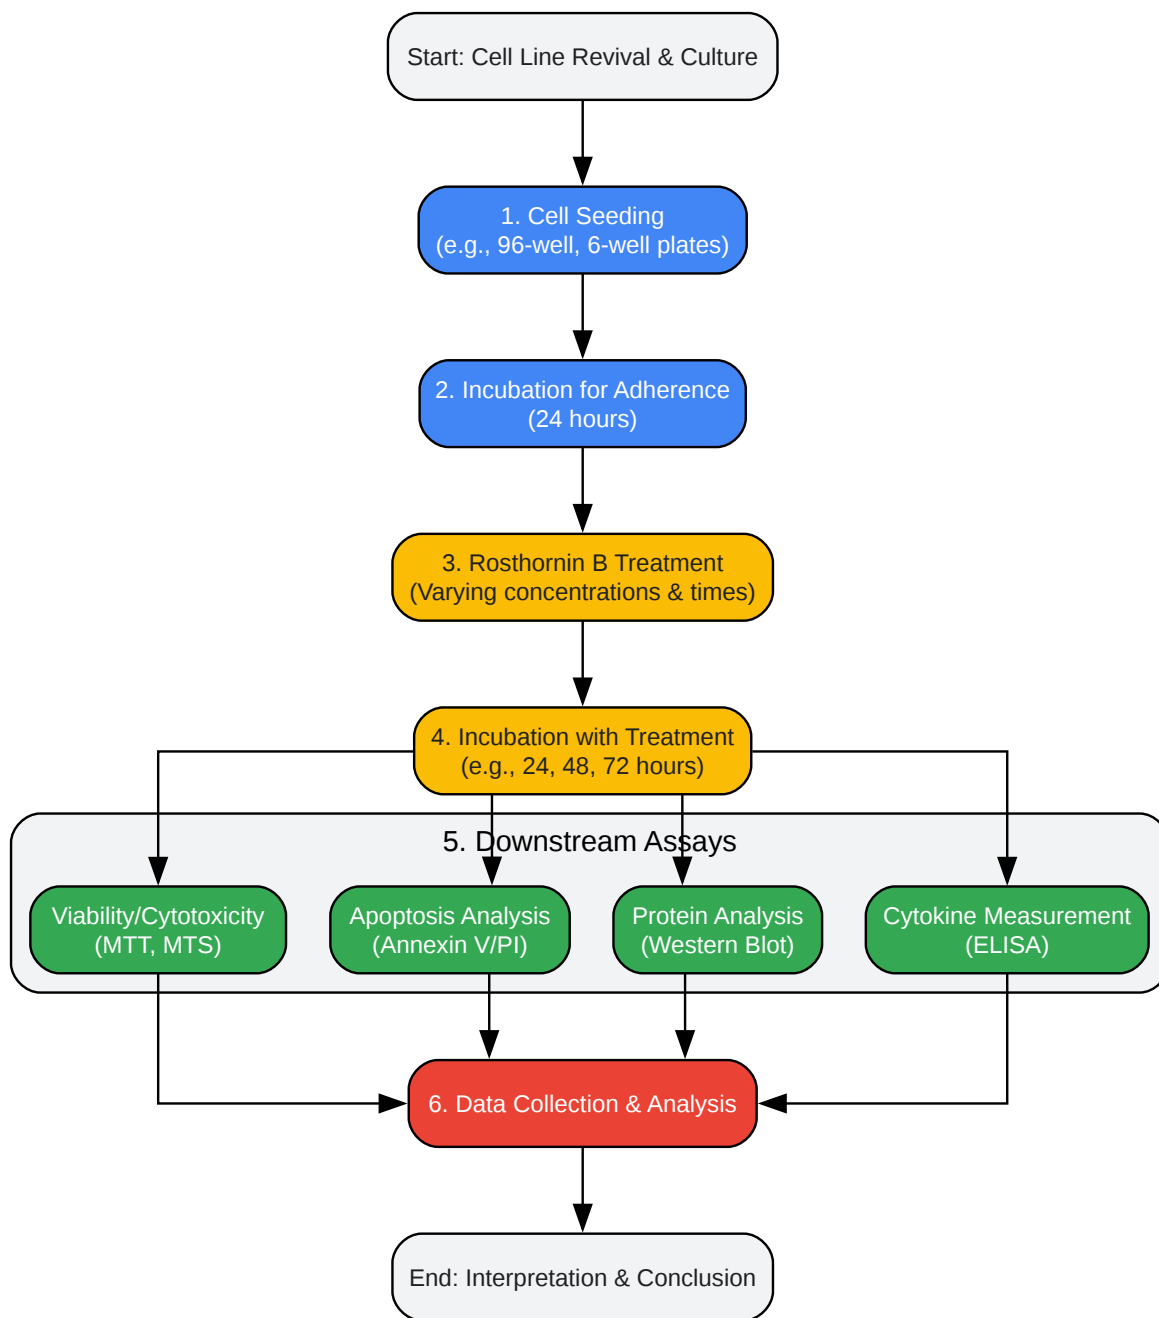 Start: Cell Line Revival & Culture
1. Cell Seeding
(e.g., 96-well, 6-well plates)
2. Incubation for Adherence
(24 hours)
3. Rosthornin B Treatment
(Varying concentrations & times)
4. Incubation with Treatment
(e.g., 24, 48, 72 hours)
5. Downstream Assays
Viability/Cytotoxicity
(MTT, MTS)
Apoptosis Analysis
(Annexin V/PI)
Protein Analysis
(Western Blot)
Cytokine Measurement
(ELISA)
6. Data Collection & Analysis
End: Interpretation & Conclusion